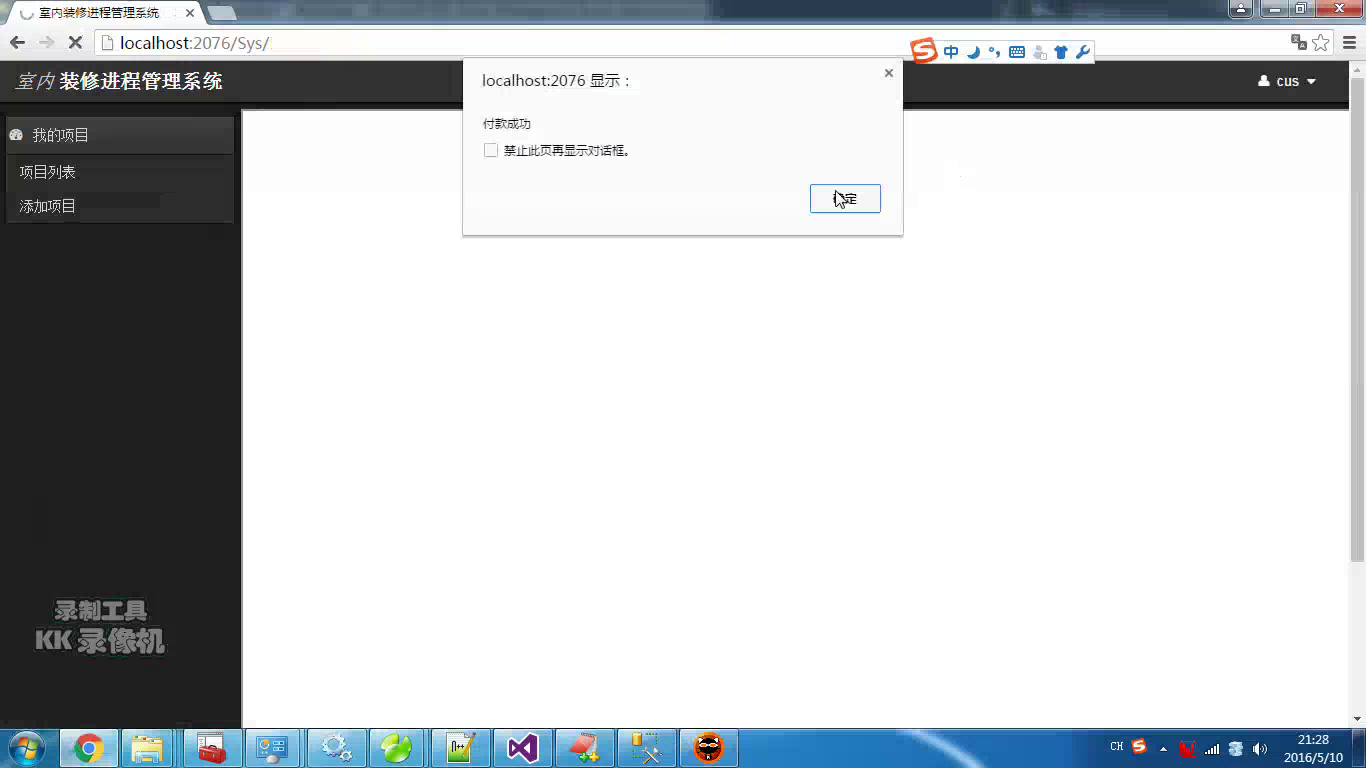 室内装修进程管理系统
localhost:2076/Sys/
中
室内 装修进程管理系统
cus
localhost:2076 显示：
付款成功
禁止此页再显示对话框。
定
我的项目
项目列表
添加项目
录制工具
KK 录像机
CH
21:28
2016/5/10